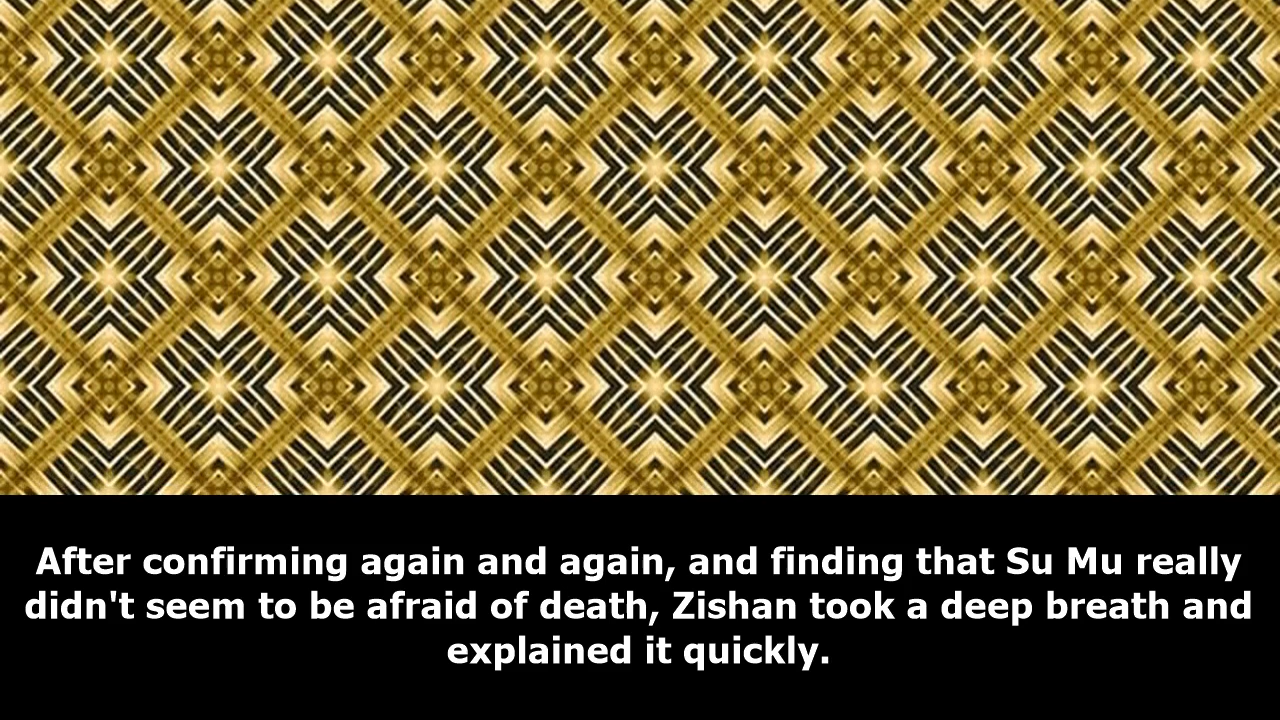 After confirming again and again, and finding that Su Mu really
didn't seem to be afraid of death, Zishan took a deep breath and
explained it quickly.